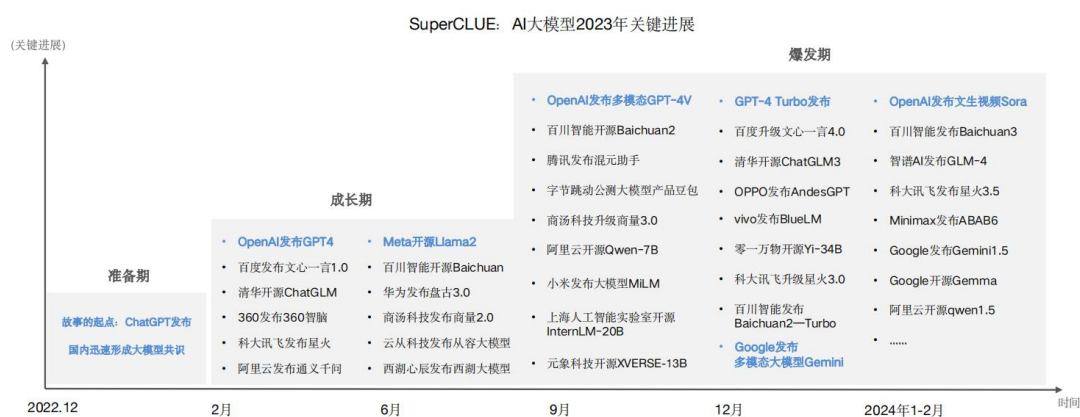 SuperCLUE：AI大模型2023年关键进展
(关键进展)
爆发期
• OpenAI发布多模态GPT-4V
• 百川智能开源Baichuan2
• 腾讯发布混元助手
• 字节跳动公测大模型产品豆包
• 商汤科技升级商量3.0
• 阿里云开源Qwen-7B
• 小米发布大模型MiLM
• 上海人工智能实验室开源
InternLM-20B
• 元象科技开源XVERSE-13B
• GPT-4 Turbo发布
• 百度升级文心一言4.0
• 清华开源ChatGLM3
• OPPO发布AndesGPT
• vivo发布BlueLM
• 零一万物开源Yi-34B
• 科大讯飞升级星火3.0
• 百川智能发布
Baichuan2—Turbo
• Google发布
多模态大模型Gemini
• OpenAI发布文生视频Sora
• 百川智能发布Baichuan3
• 智谱AI发布GLM-4
• 科大讯飞发布星火3.5
• Minimax发布ABAB6
• Google发布Gemini1.5
• Google开源Gemma
• 阿里云开源qwen1.5
• ......
成长期
• OpenAI发布GPT4
• 百度发布文心一言1.0
• 清华开源ChatGLM
• 360发布360智脑
• 科大讯飞发布星火
• 阿里云发布通义千问
• Meta开源Llama2
• 百川智能开源Baichuan
• 华为发布盘古3.0
• 商汤科技发布商量2.0
• 云从科技发布从容大模型
• 西湖心辰发布西湖大模型
准备期
故事的起点：ChatGPT发布
国内迅速形成大模型共识
2022.12
2月
6月
9月
12月
2024年1-2月
时间